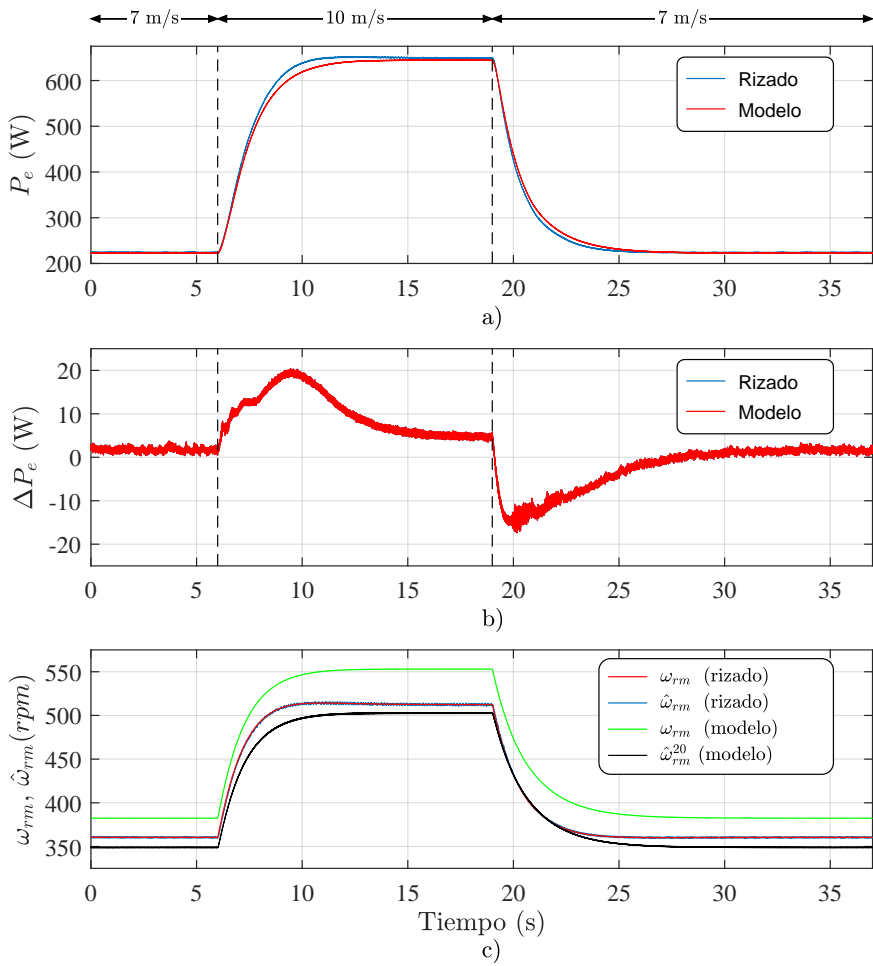 7 m/s 10 m/s 7 m/s
600
500
400
300
200
P_e (W)
Rizado
Modelo
0 5 10 15 20 25 30 35
a)
20
10
0
-10
-20
ΔP_e (W)
Rizado
Modelo
0 5 10 15 20 25 30 35
b)
550
500
450
400
350
ω_rm, ω̂_rm(rpm)
ω_rm (rizado)
ω̂_rm (rizado)
ω_rm (modelo)
ω̂_rm^20 (modelo)
0 5 10 15 20 25 30 35
Tiempo (s)
c)